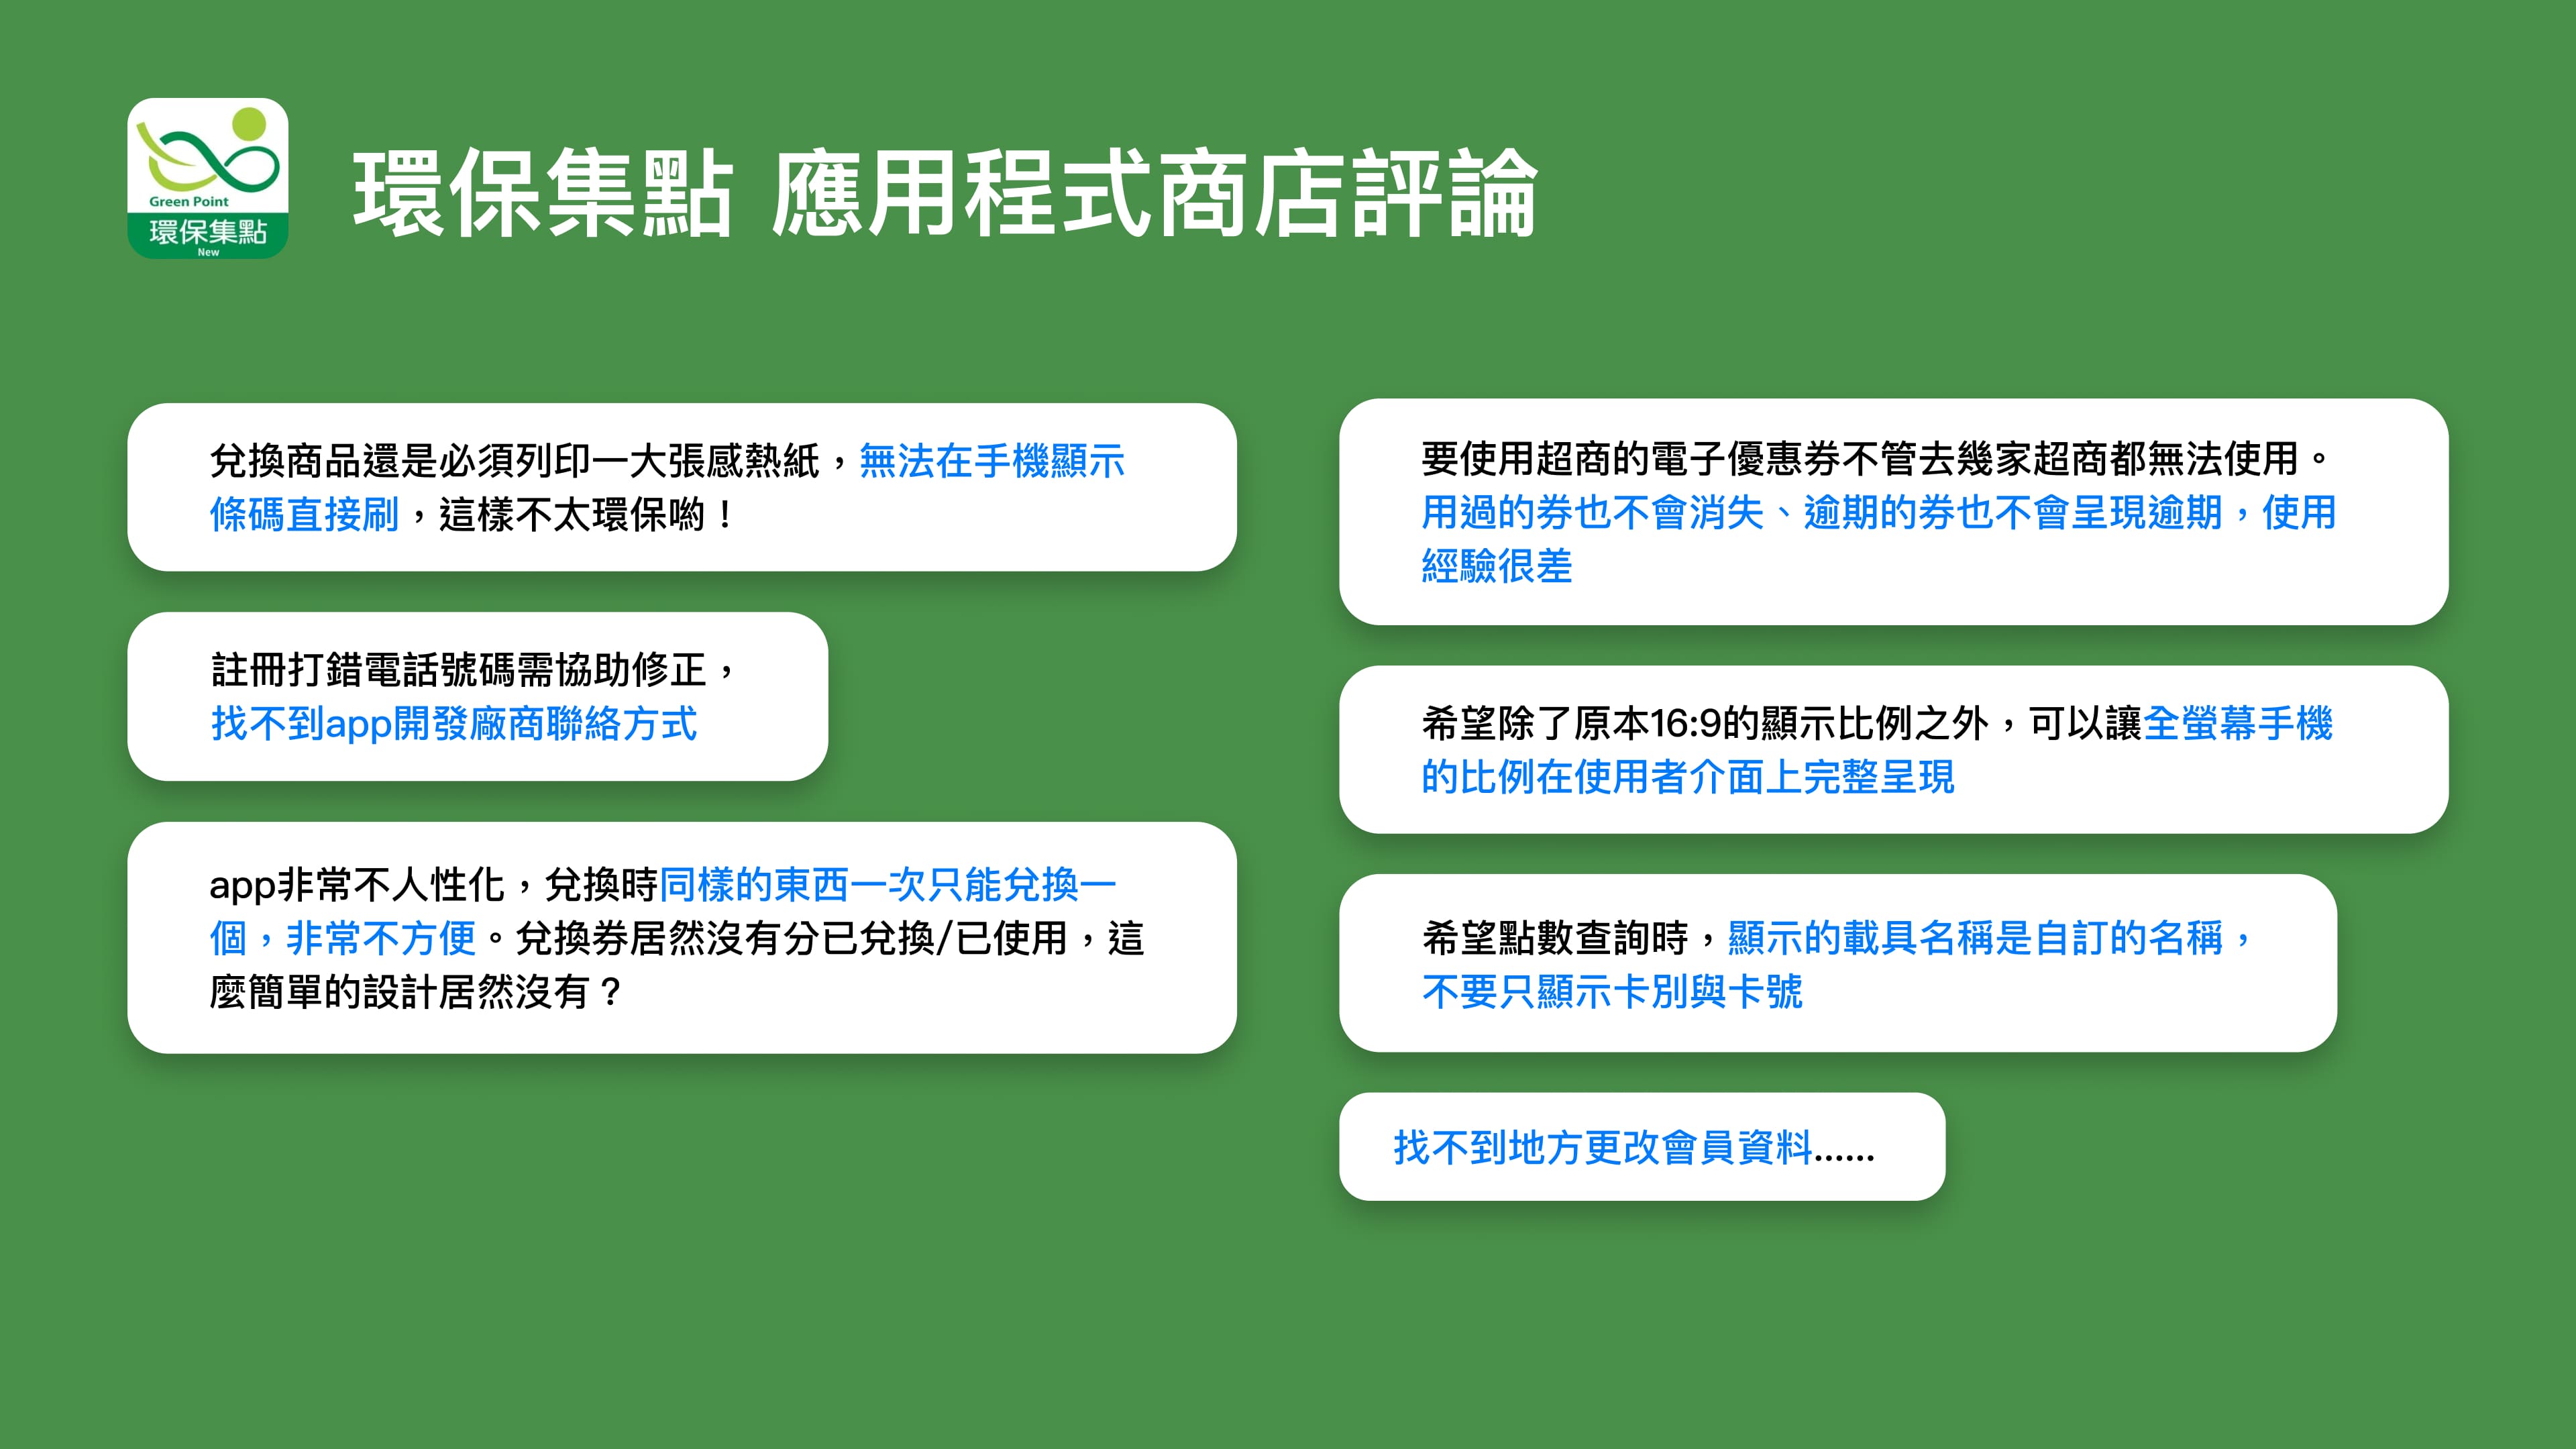 Green Point
環保集點
New
環保集點 應用程式商店評論
兌換商品還是必須列印一大張感熱紙，無法在手機顯示
條碼直接刷，這樣不太環保喲！
註冊打錯電話號碼需協助修正，
找不到app開發廠商聯絡方式
app非常不人性化，兌換時同樣的東西一次只能兌換一
個，非常不方便。兌換券居然沒有分已兌換/已使用，這
麼簡單的設計居然沒有？
要使用超商的電子優惠券不管去幾家超商都無法使用。
用過的券也不會消失、逾期的券也不會呈現逾期，使用
經驗很差
希望除了原本16:9的顯示比例之外，可以讓全螢幕手機
的比例在使用者介面上完整呈現
希望點數查詢時，顯示的載具名稱是自訂的名稱，
不要只顯示卡別與卡號
找不到地方更改會員資料......